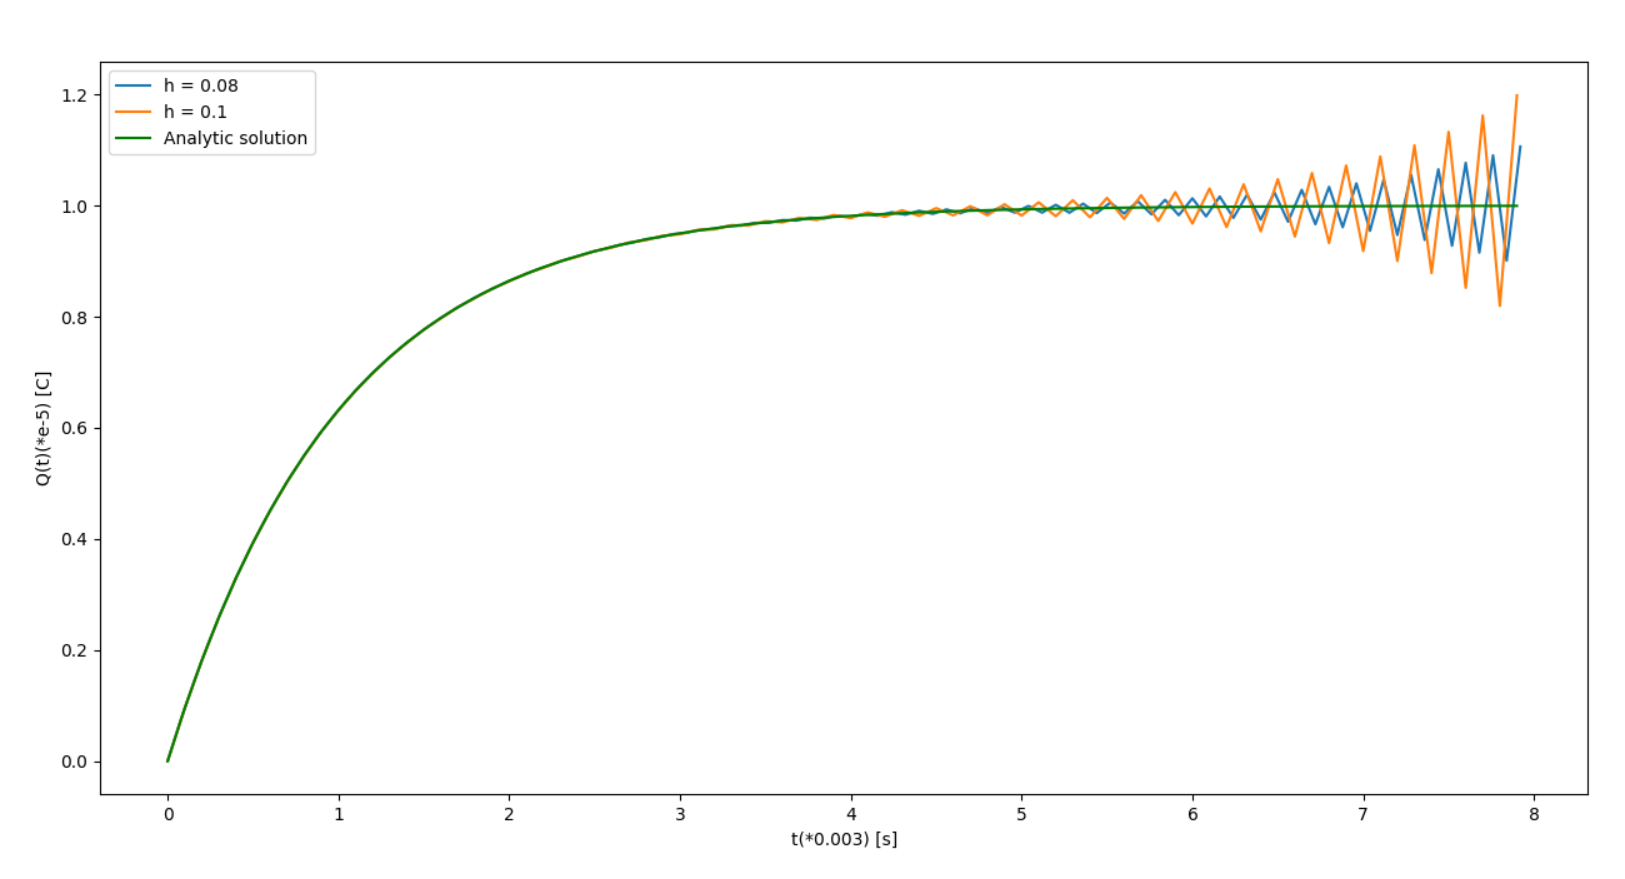 h = 0.08
h = 0.1
Analytic solution
1.2
1.0
0.8
0.6
0.4
0.2
0.0
Q(t)(*e-5) [C]
0 1 2 3 4 5 6 7 8
t(*0.003) [s]